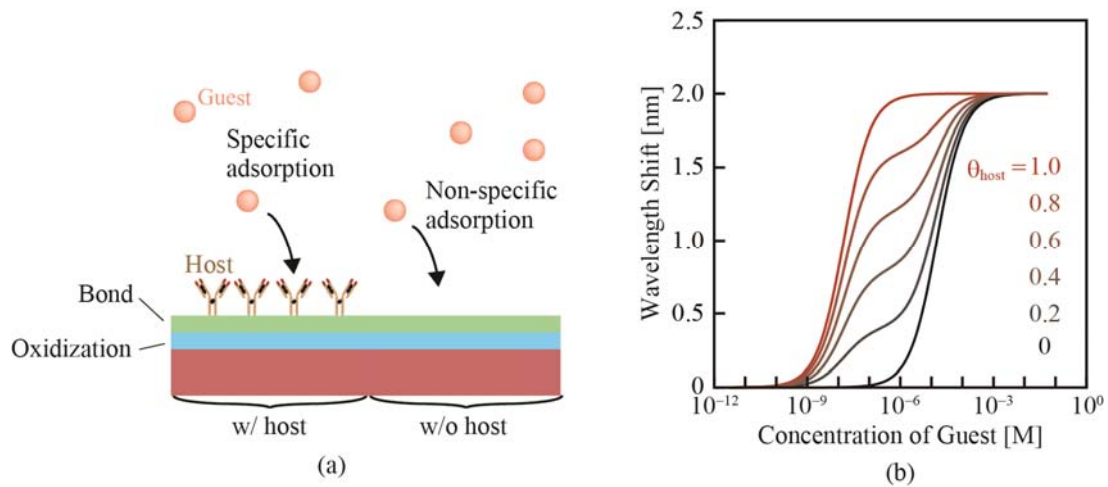 Guest
Specific
adsorption
Non-specific
adsorption
Host
Bond
Oxidization
w/ host
w/o host
(a)
2.5
2.0
1.5
1.0
0.5
0
Wavelength Shift [nm]
θhost = 1.0
0.8
0.6
0.4
0.2
0
10⁻¹² 10⁻⁹ 10⁻⁶ 10⁻³ 10⁰
Concentration of Guest [M]
(b)